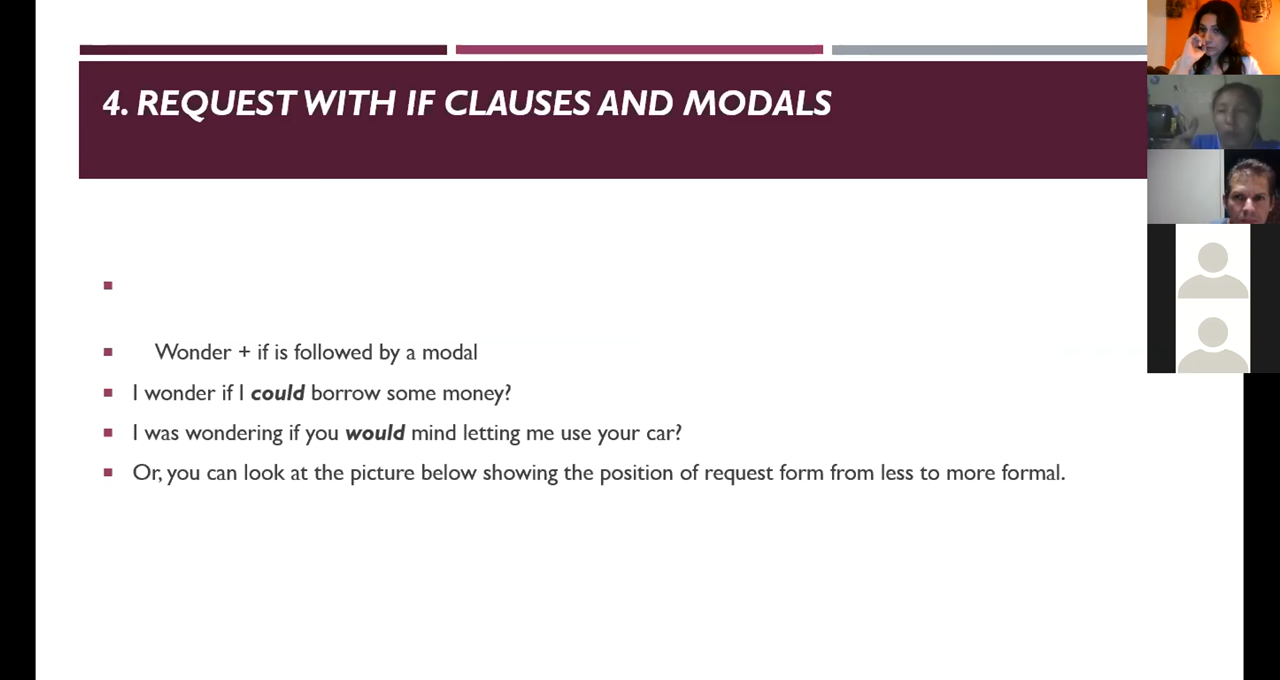 4. REQUEST WITH IF CLAUSES AND MODALS
Wonder + if is followed by a modal
I wonder if I could borrow some money?
I was wondering if you would mind letting me use your car?
Or, you can look at the picture below showing the position of request form from less to more formal.